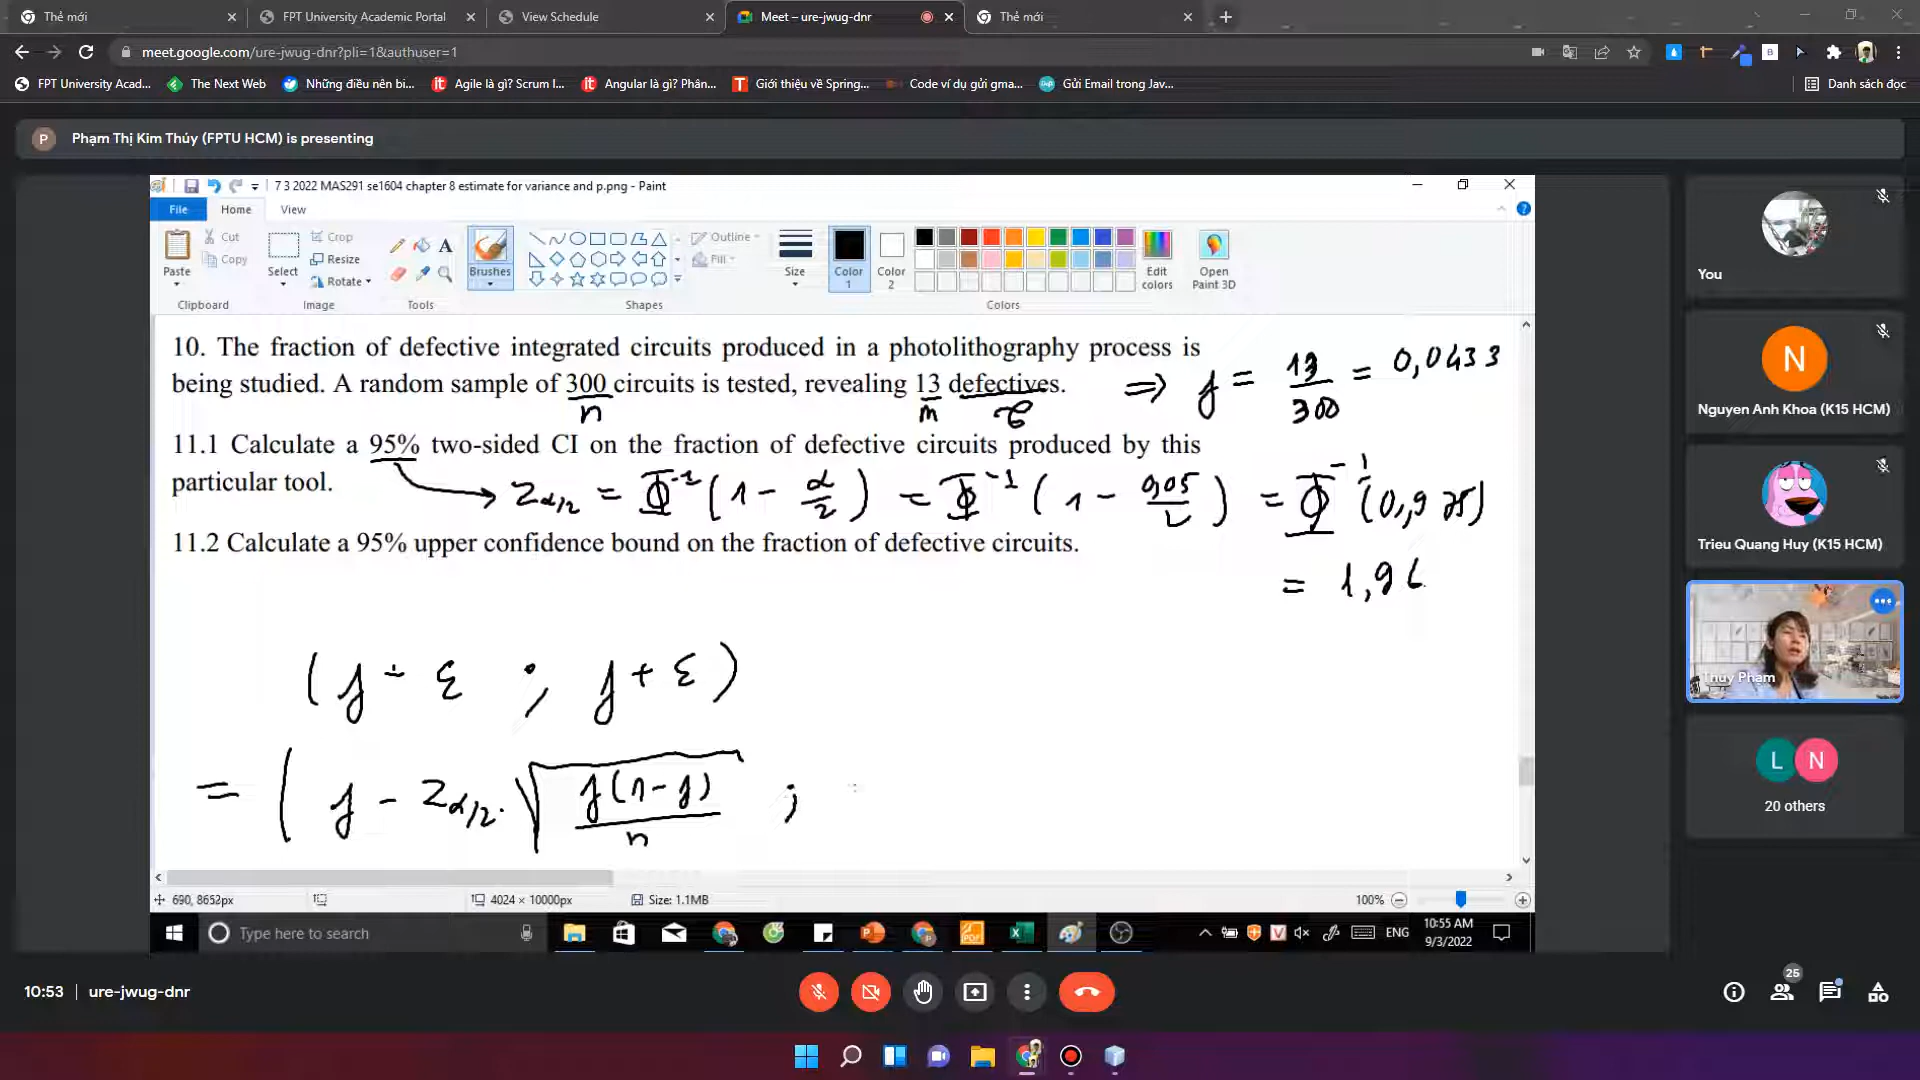 Thẻ mới
FPT University Academic Portal
View Schedule
Meet – ure-jwug-dnr
Thẻ mới
meet.google.com/ure-jwug-dnr?pli=1&authuser=1
FPT University Acad...
The Next Web
Những điều nên bi...
Agile là gì? Scrum I...
Angular là gì? Phân...
Giới thiệu về Spring...
Code ví dụ gửi gma...
Gửi Email trong Jav...
Danh sách đọc
P
Phạm Thị Kim Thủy (FPTU HCM) is presenting
7 3 2022 MAS291 se1604 chapter 8 estimate for variance and p.png - Paint
File
Home
View
Paste
Cut
Copy
Clipboard
Select
Crop
Resize
Rotate
Image
A
Tools
Brushes
Shapes
Outline
Fill
Size
Color 1
Color 2
Colors
Edit colors
Open Paint 3D
10. The fraction of defective integrated circuits produced in a photolithography process is
being studied. A random sample of 300 circuits is tested, revealing 13 defectives.
⇒ f = 13/300 = 0,0433
n
m
11.1 Calculate a 95% two-sided CI on the fraction of defective circuits produced by this
particular tool.
z α/2 = Φ⁻¹ (1 - α/2) = Φ⁻¹ (1 - 0,05/2) = Φ⁻¹ (0,975)
11.2 Calculate a 95% upper confidence bound on the fraction of defective circuits.
= 1,96
(f - ε ; f + ε)
= ( f - z α/2 . √ f(1-f)/n ;
690, 8652px
4024 × 10000px
Size: 1.1MB
100%
Type here to search
ENG
10:55 AM
9/3/2022
You
N
Nguyen Anh Khoa (K15 HCM)
Trieu Quang Huy (K15 HCM)
Thuy Pham
L
N
20 others
10:53
ure-jwug-dnr
25